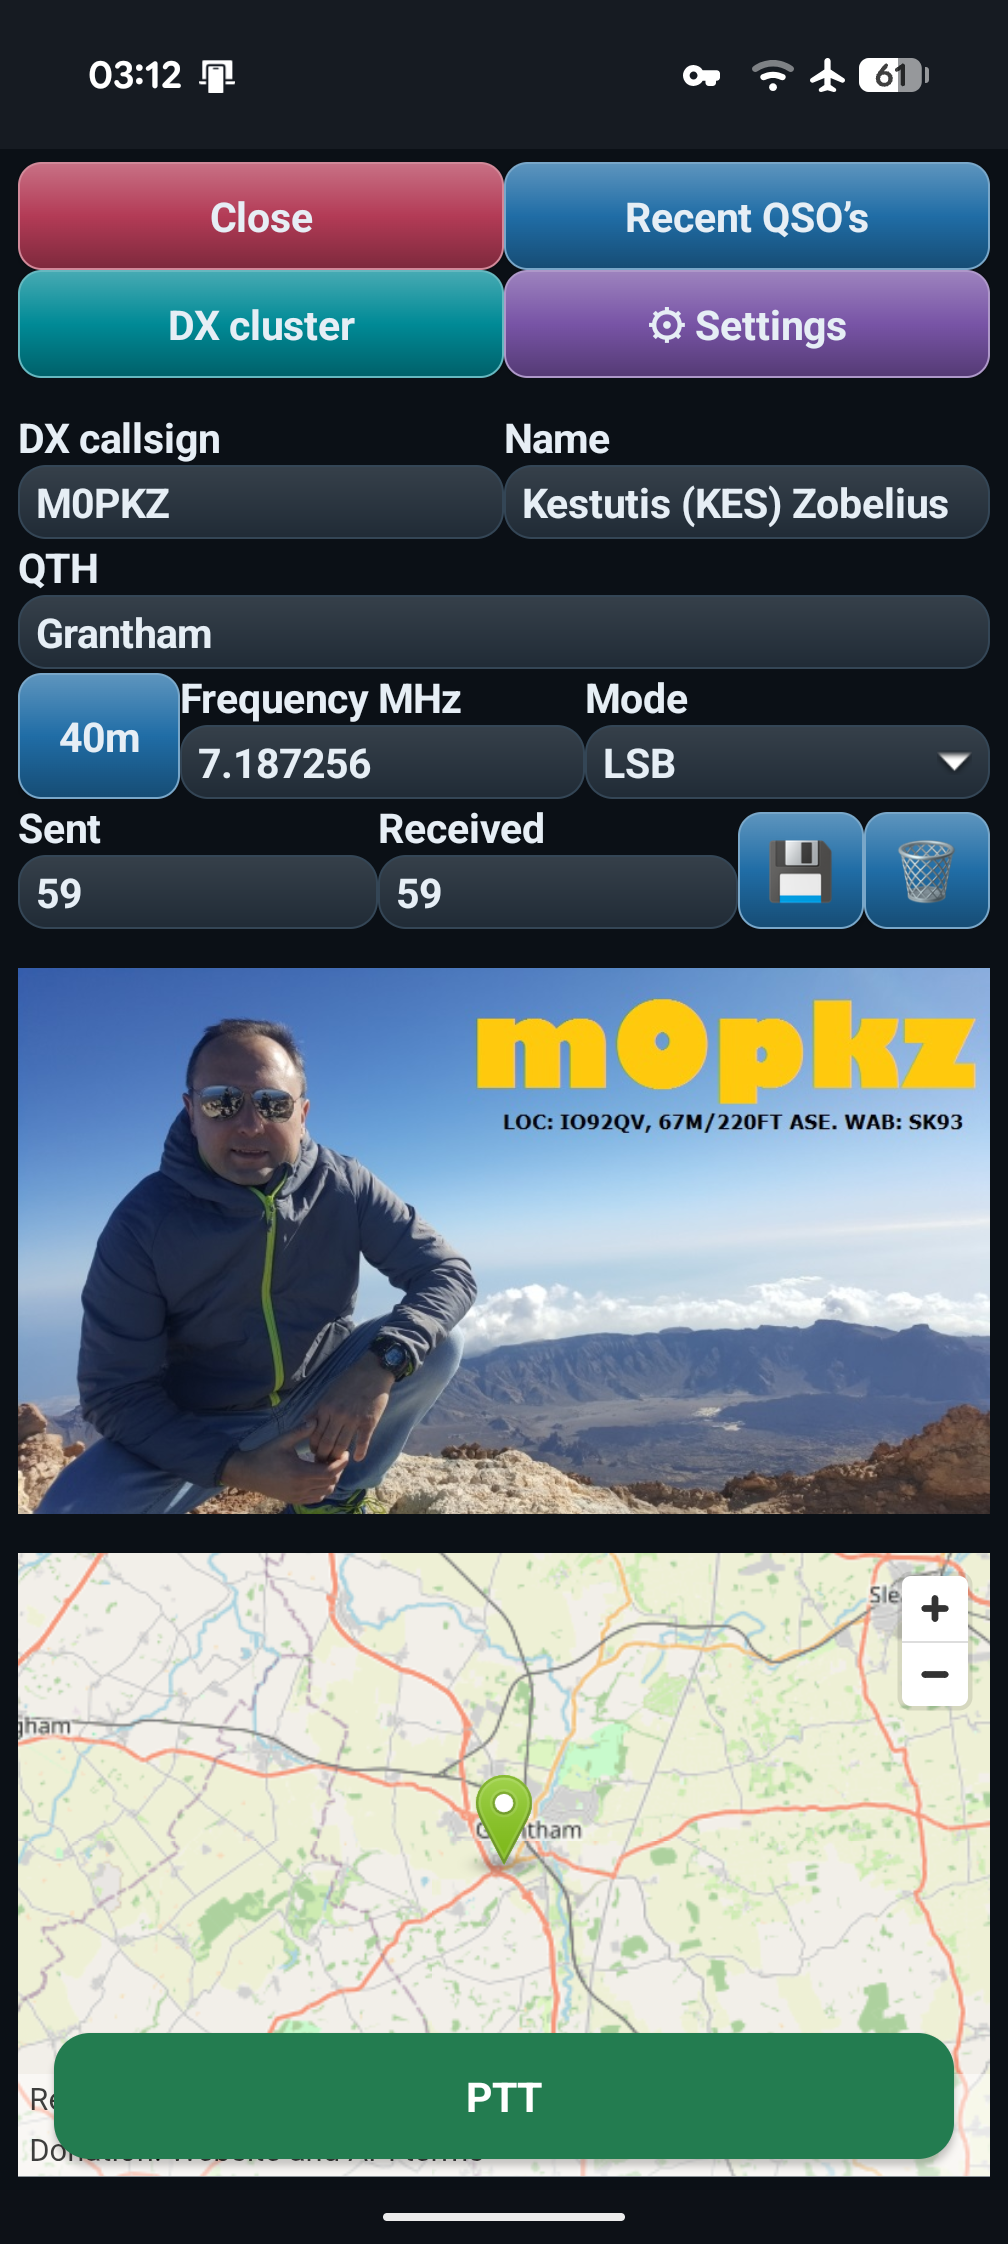 03:12
61
Close
Recent QSO’s
DX cluster
⚙ Settings
DX callsign
Name
M0PKZ
Kestutis (KES) Zobelius
QTH
Grantham
40m
Frequency MHz
Mode
7.187256
LSB
Sent
Received
59
59
m0pkz
LOC: IO92QV, 67M/220FT ASE. WAB: SK93
Sle
+
−
gham
PTT